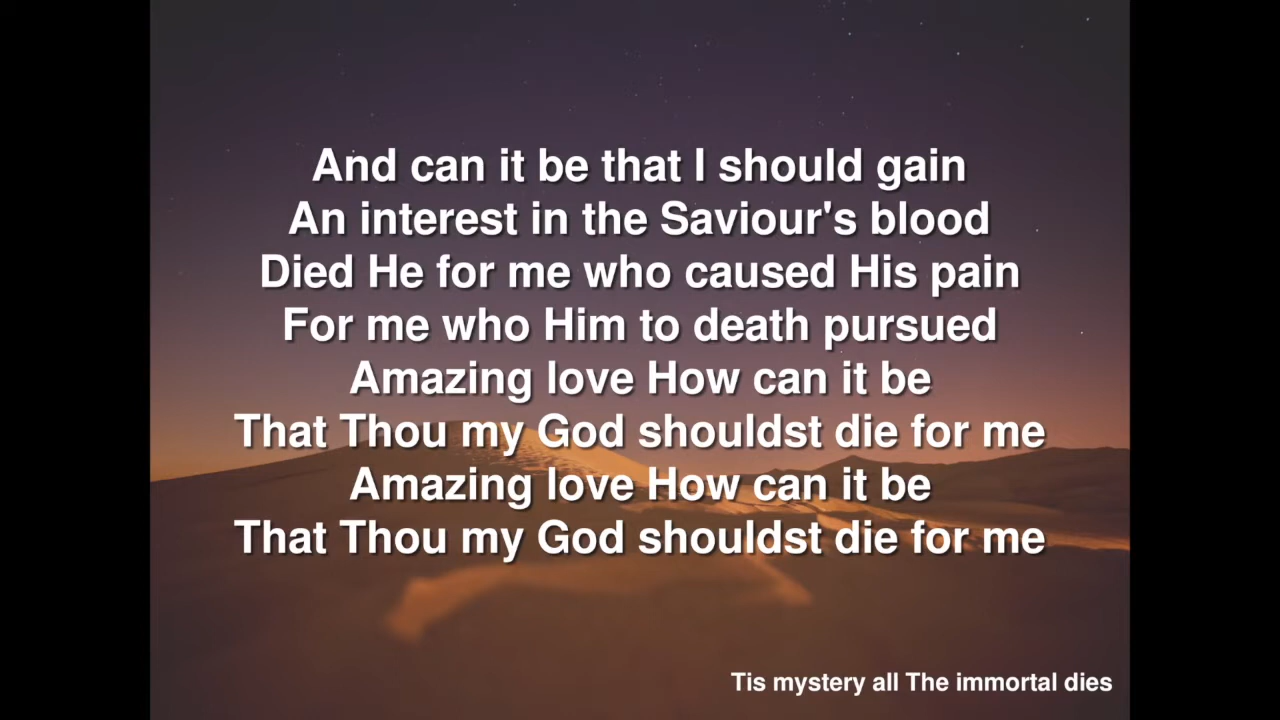 And can it be that I should gain
An interest in the Saviour's blood
Died He for me who caused His pain
For me who Him to death pursued
Amazing love How can it be
That Thou my God shouldst die for me
Amazing love How can it be
That Thou my God shouldst die for me
Tis mystery all The immortal dies